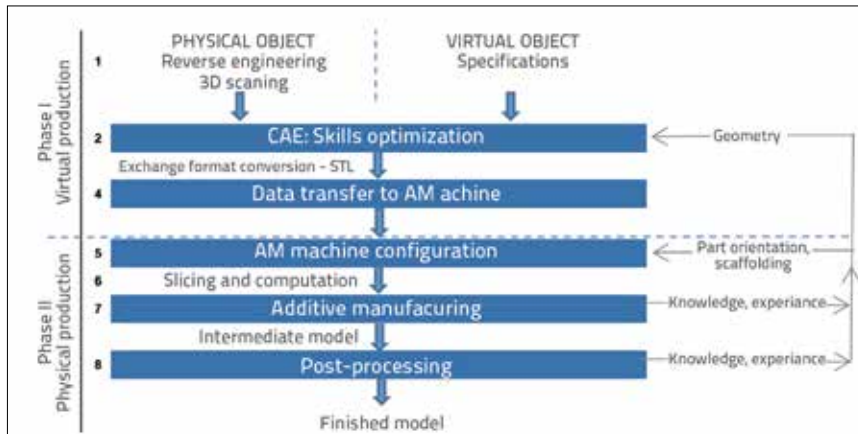 PHYSICAL OBJECT
Reverse engineering
3D scaning
VIRTUAL OBJECT
Specifications
1
Phase I
Virtual production
2
CAE: Skills optimization
Geometry
Exchange format conversion - STL
4
Data transfer to AM achine
5
AM machine configuration
Part orientation,
scaffolding
6
Slicing and computation
Phase II
Physical production
7
Additive manufacuring
Knowledge, experiance
Intermediate model
8
Post-processing
Knowledge, experiance
Finished model